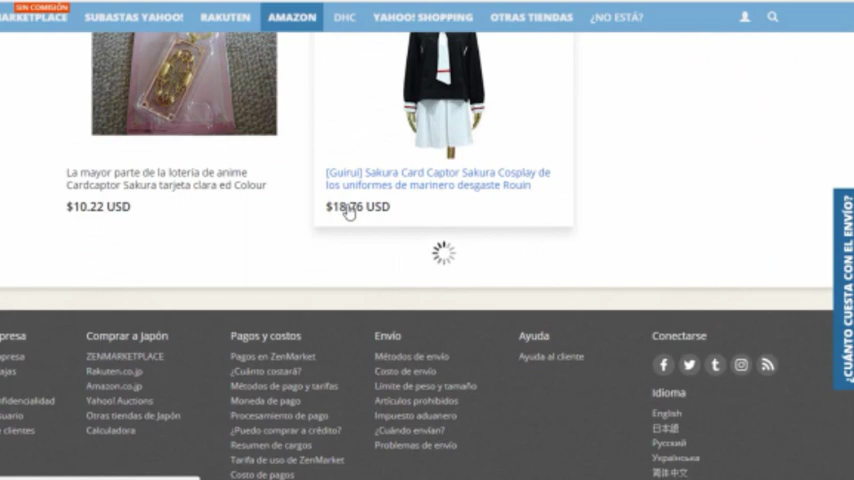 SIN COMISIÓN
ARKETPLACE SUBASTAS YAHOO! RAKUTEN AMAZON DHC YAHOO! SHOPPING OTRAS TIENDAS ¿NO ESTÁ?
La mayor parte de la lotería de anime
Cardcaptor Sakura tarjeta clara ed Colour
$10.22 USD
[Guirui] Sakura Card Captor Sakura Cosplay de
los uniformes de marinero desgaste Rouin
$18.76 USD
¿CUÁNTO CUESTA CON EL ENVÍO?
presa
presa
ajas
nfidencialidad
suario
e clientes
Comprar a Japón
ZENMARKETPLACE
Rakuten.co.jp
Amazon.co.jp
Yahoo! Auctions
Otras tiendas de Japón
Calculadora
Pagos y costos
Pagos en ZenMarket
¿Cuánto costará?
Métodos de pago y tarifas
Moneda de pago
Procesamiento de pago
¿Puedo comprar a crédito?
Resumen de cargos
Tarifa de uso de ZenMarket
Costo de pagos
Envío
Métodos de envío
Costo de envío
Límite de peso y tamaño
Artículos prohibidos
Impuesto aduanero
¿Cuándo envían?
Problemas de envío
Ayuda
Ayuda al cliente
Conectarse
Idioma
English
日本語
Русский
Українська
简体中文